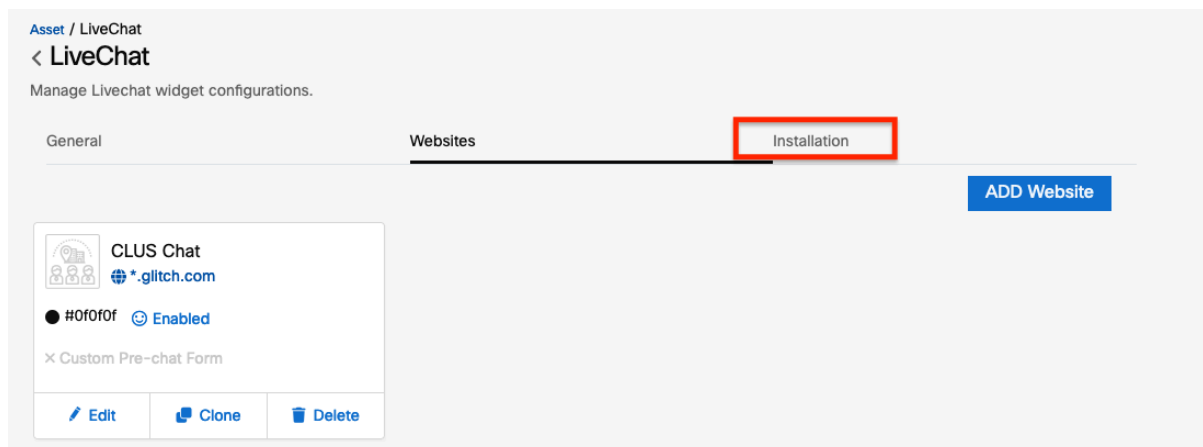 Asset / LiveChat
< LiveChat
Manage Livechat widget configurations.
General Websites Installation
ADD Website
CLUS Chat
*.glitch.com
#0f0f0f Enabled
× Custom Pre-chat Form
Edit Clone Delete